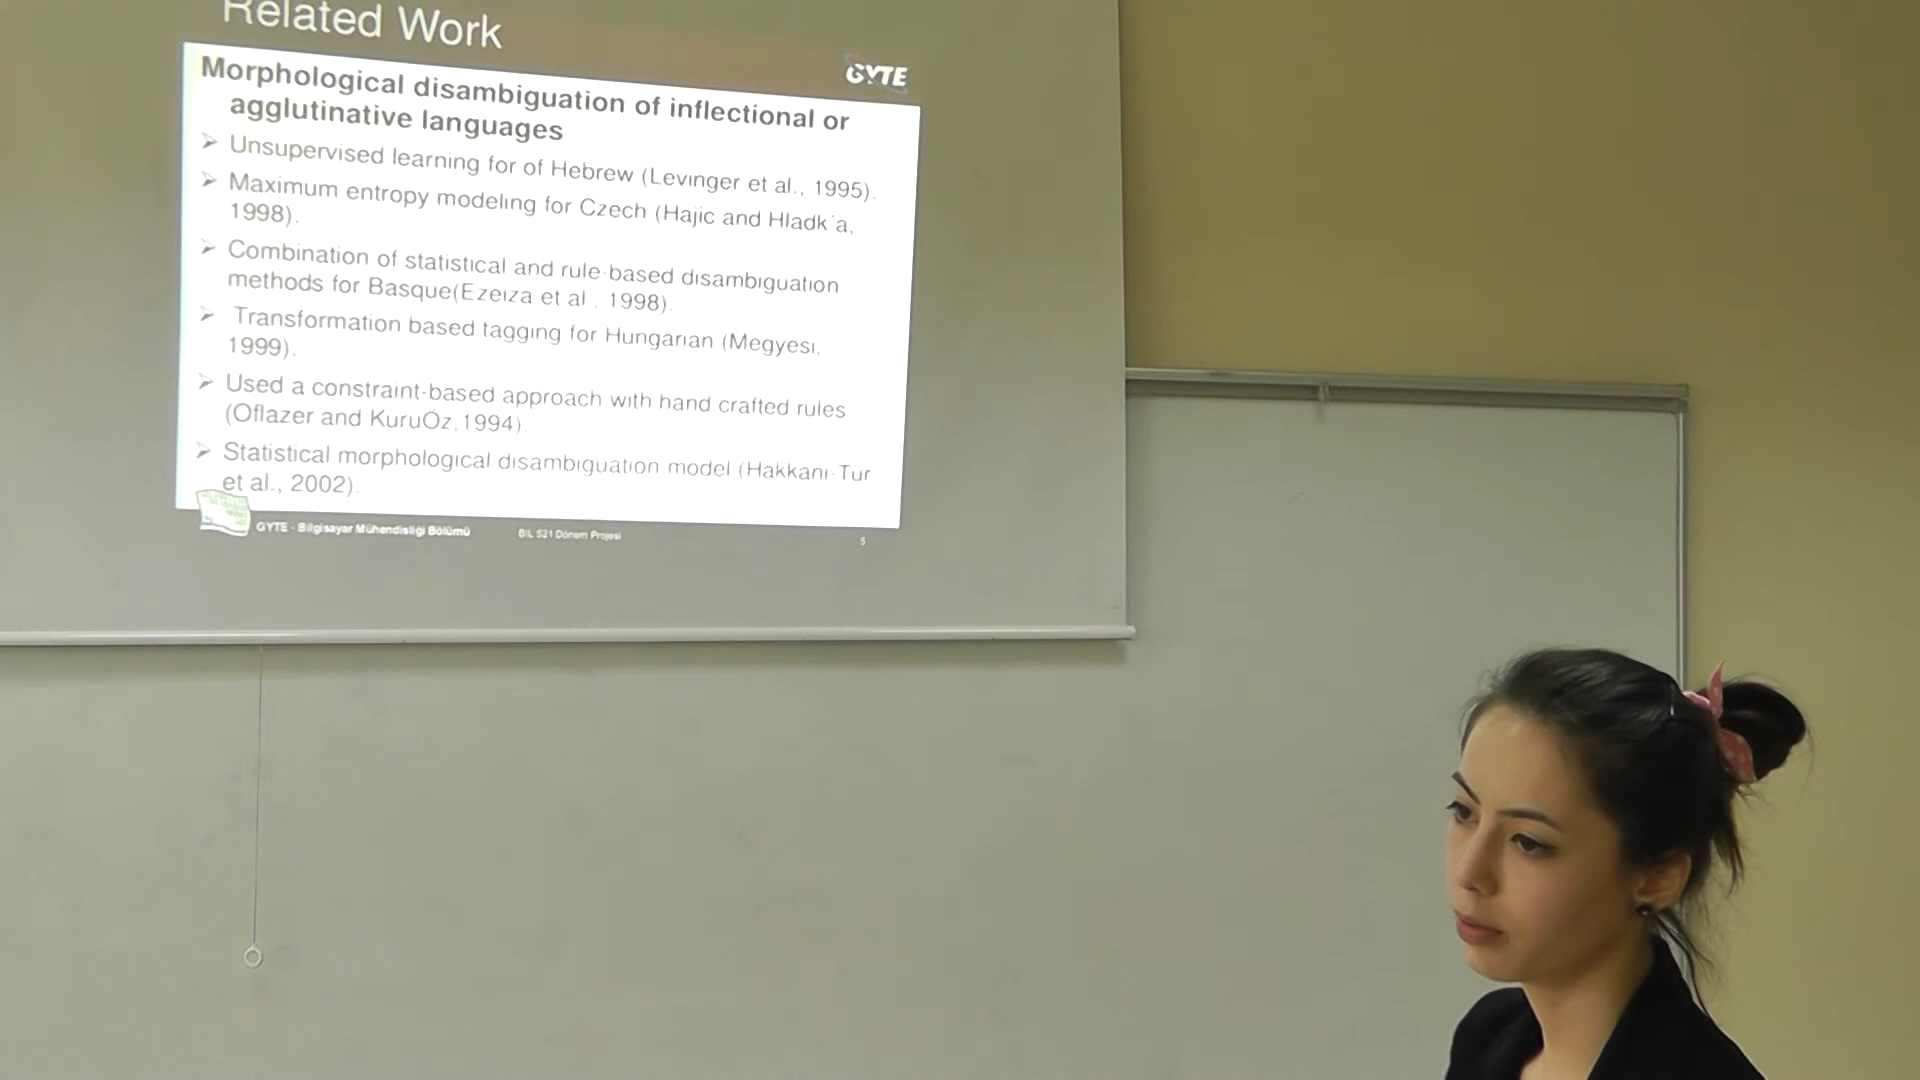 Related Work
GYTE
Morphological disambiguation of inflectional or
agglutinative languages
➢ Unsupervised learning for of Hebrew (Levinger et al., 1995).
➢ Maximum entropy modeling for Czech (Hajic and Hladk´a,
1998).
➢ Combination of statistical and rule-based disambiguation
methods for Basque(Ezeiza et al., 1998).
➢ Transformation based tagging for Hungarian (Megyesi,
1999).
➢ Used a constraint-based approach with hand crafted rules
(Oflazer and KuruÖz,1994)
➢ Statistical morphological disambiguation model (Hakkani-Tur
et al., 2002).
GYTE - Bilgisayar Mühendisliği Bölümü
BİL 521 Dönem Projesi
5